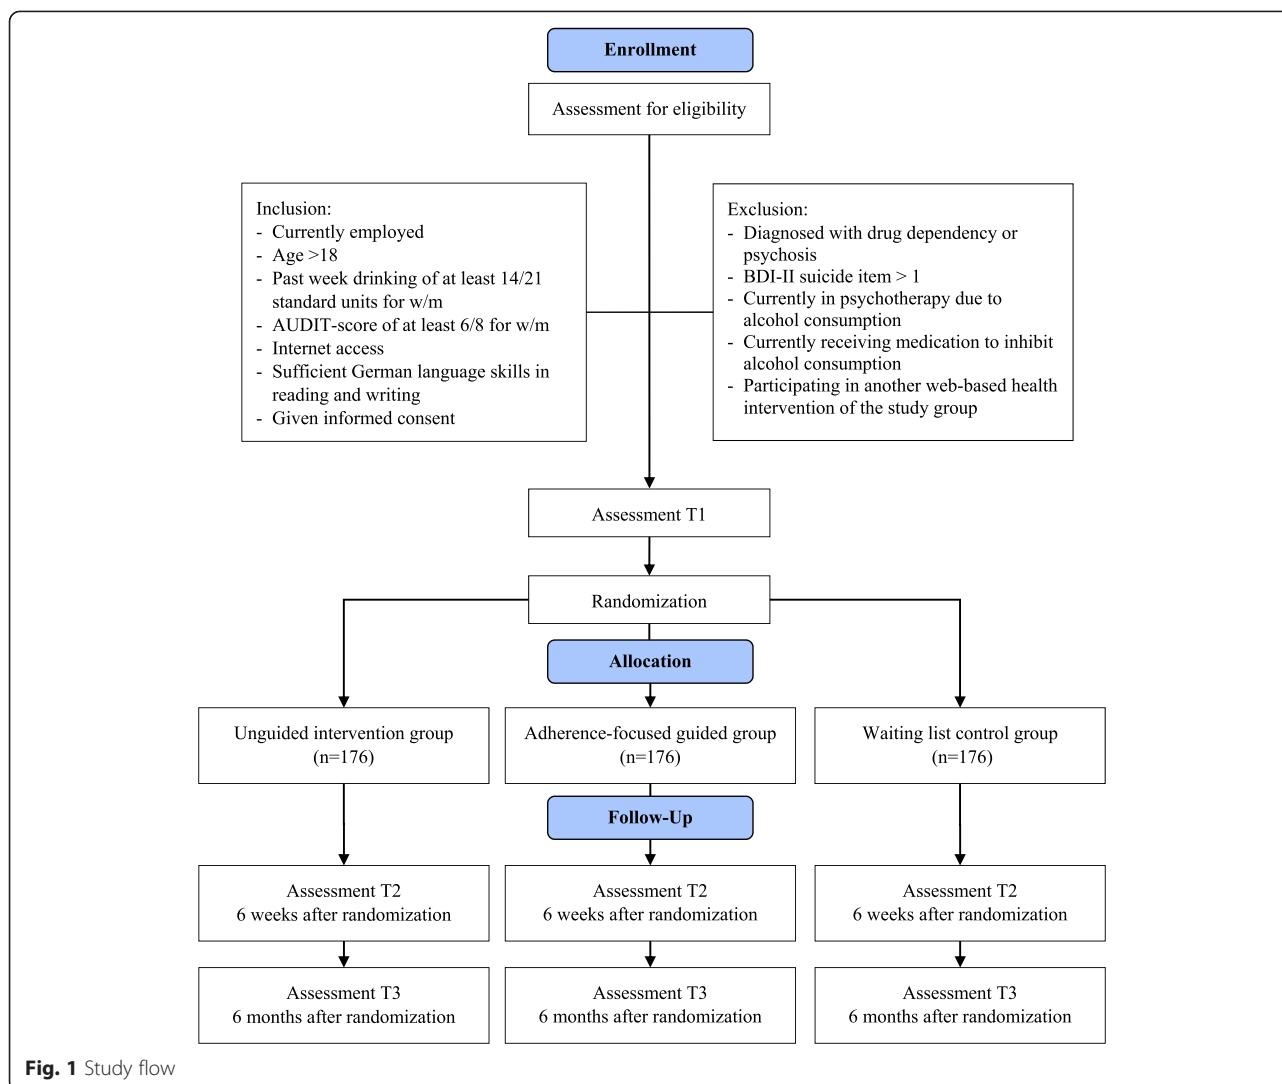 Enrollment
Assessment for eligibility
Inclusion:
- Currently employed
- Age >18
- Past week drinking of at least 14/21
standard units for w/m
- AUDIT-score of at least 6/8 for w/m
- Internet access
- Sufficient German language skills in
reading and writing
- Given informed consent
Exclusion:
- Diagnosed with drug dependency or
psychosis
- BDI-II suicide item > 1
- Currently in psychotherapy due to
alcohol consumption
- Currently receiving medication to inhibit
alcohol consumption
- Participating in another web-based health
intervention of the study group
Assessment T1
Randomization
Allocation
Unguided intervention group
(n=176)
Adherence-focused guided group
(n=176)
Waiting list control group
(n=176)
Follow-Up
Assessment T2
6 weeks after randomization
Assessment T2
6 weeks after randomization
Assessment T2
6 weeks after randomization
Assessment T3
6 months after randomization
Assessment T3
6 months after randomization
Assessment T3
6 months after randomization
Fig. 1 Study flow